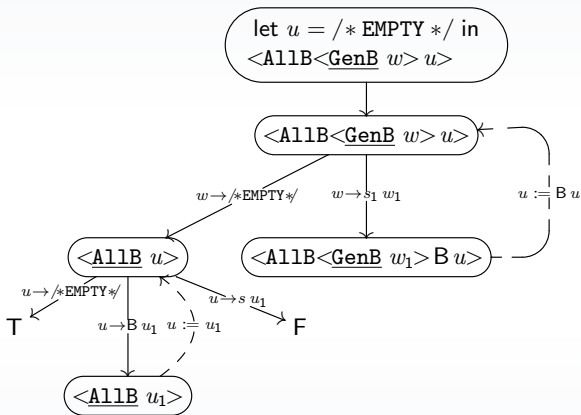 let u = /* EMPTY */ in
<AllB<GenB w> u>
<AllB<GenB w> u>
w→/*EMPTY*/
w→s₁ w₁
u := B u
<AllB u>
<AllB<GenB w₁> B u>
u→/*EMPTY*/
u→s u₁
T
u→B u₁
u := u₁
F
<AllB u₁>